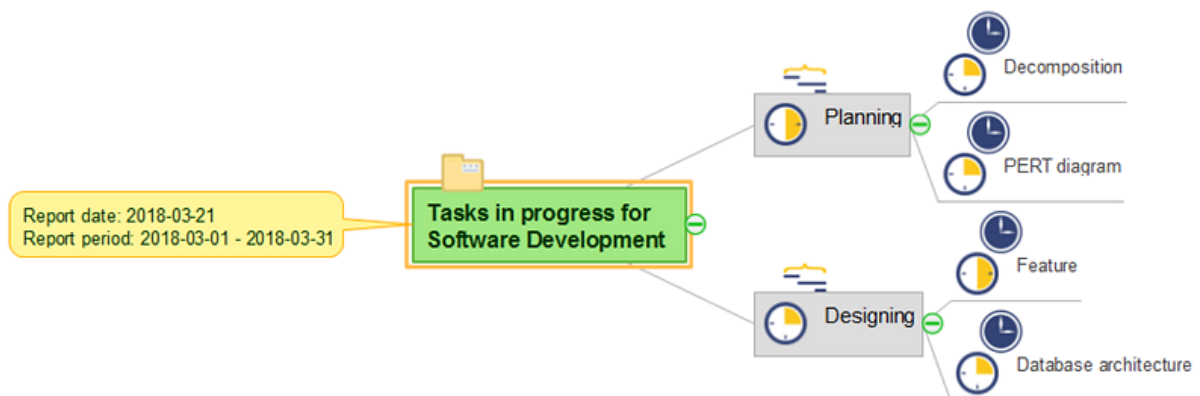 Report date: 2018-03-21
Report period: 2018-03-01 - 2018-03-31
Tasks in progress for
Software Development
Planning
Decomposition
PERT diagram
Designing
Feature
Database architecture